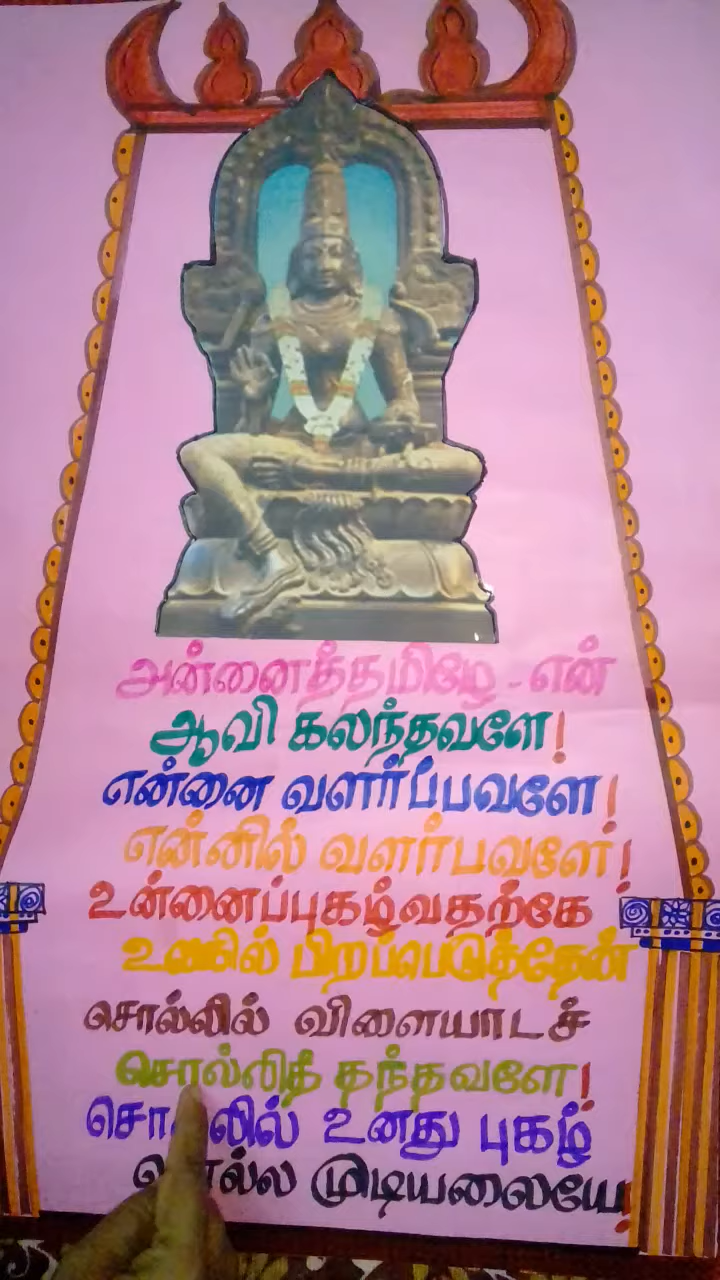 அன்னைத்தமிழே - என்
ஆவி கலந்தவளே!
என்னை வளர்ப்பவளே!
என்னில் வளர்பவளே!
உன்னைப்புகழ்வதற்கே
உலகில் பிறப்பெடுத்தேன்
சொல்லில் விளையாடச்
சொல்லித் தந்தவளே!
சொல்லில் உனது புகழ்
சொல்ல முடியலையே!